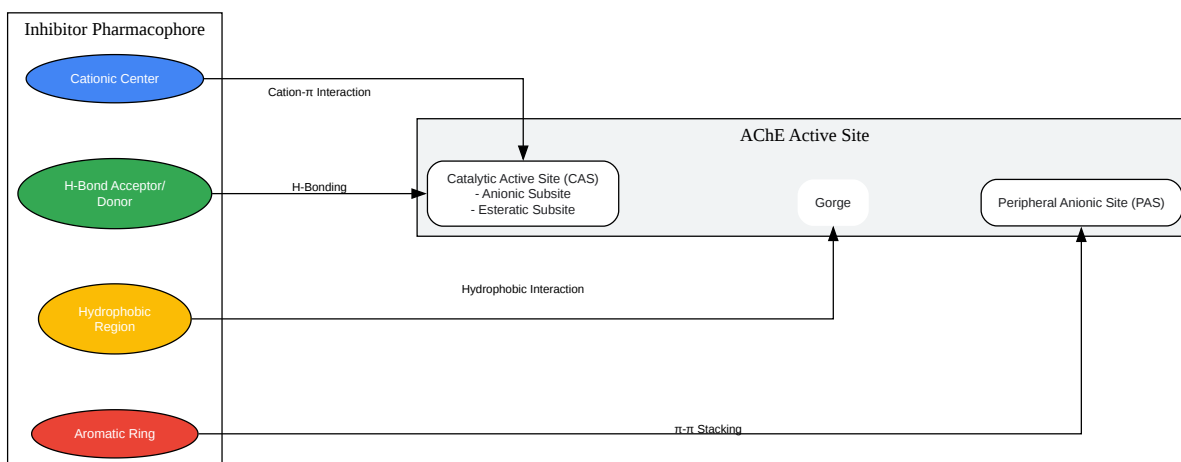 Inhibitor Pharmacophore
Cationic Center
Cation-π Interaction
AChE Active Site
H-Bond Acceptor/
Donor
H-Bonding
Catalytic Active Site (CAS)
- Anionic Subsite
- Esteratic Subsite
Gorge
Peripheral Anionic Site (PAS)
Hydrophobic Interaction
Hydrophobic
Region
Aromatic Ring
π-π Stacking